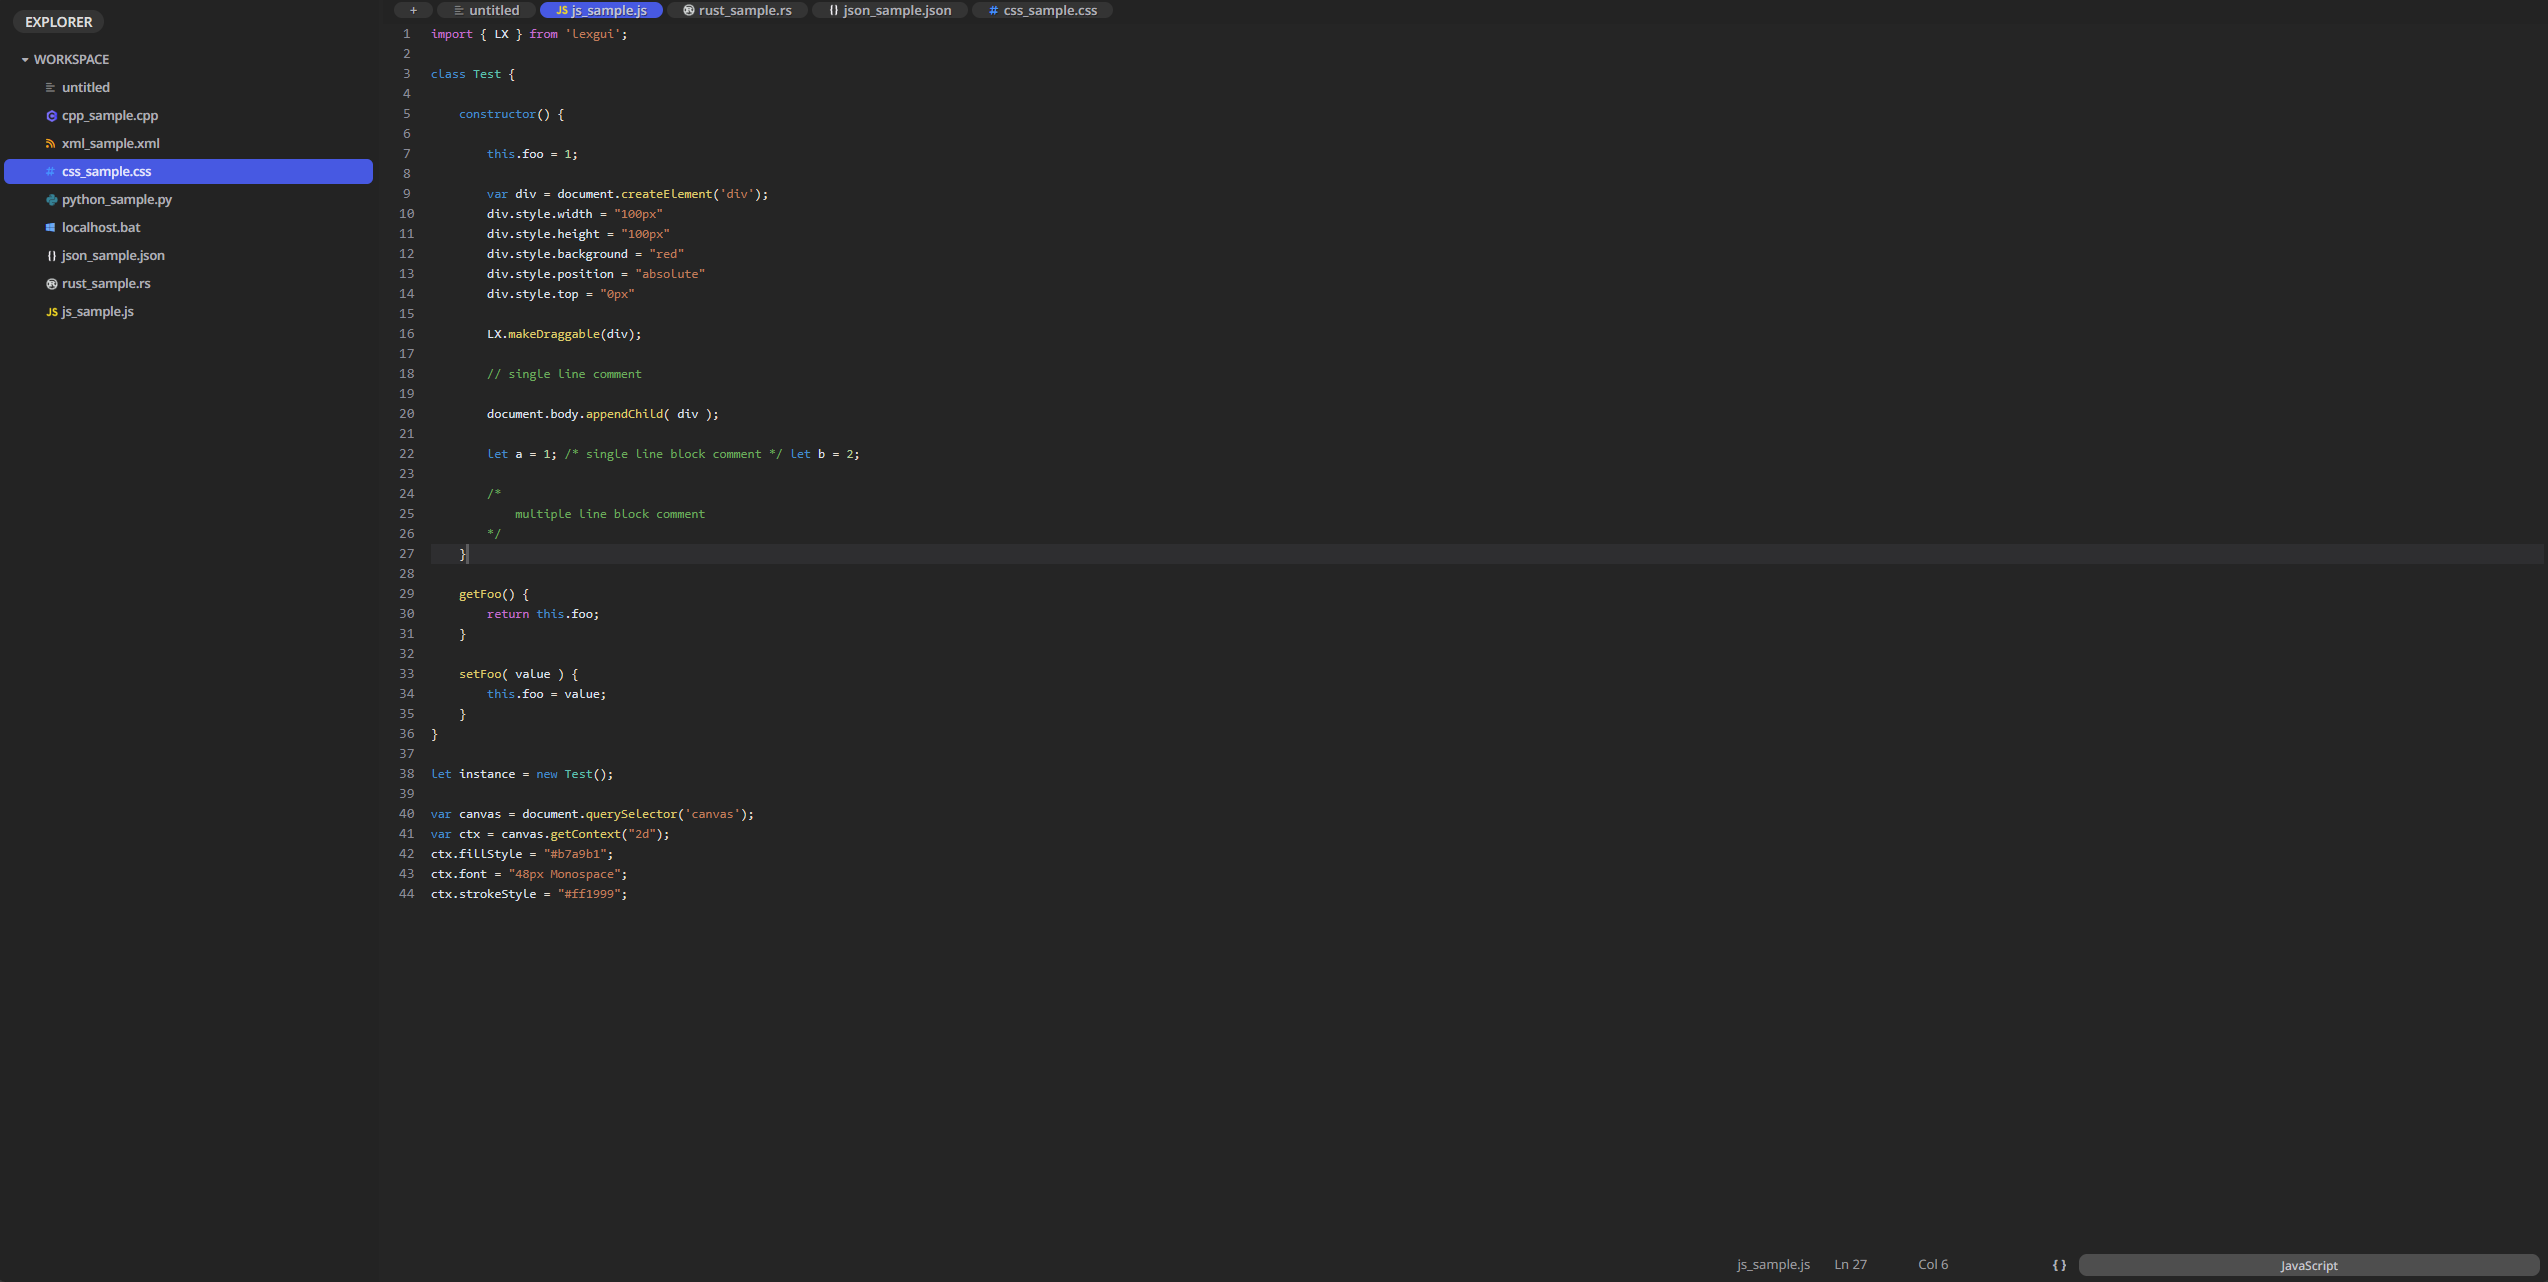 EXPLORER
WORKSPACE
untitled
cpp_sample.cpp
xml_sample.xml
# css_sample.css
python_sample.py
localhost.bat
{} json_sample.json
rust_sample.rs
JS js_sample.js
+ untitled JS js_sample.js rust_sample.rs {} json_sample.json # css_sample.css
1 import { LX } from 'lexgui';
2
3 class Test {
4
5     constructor() {
6
7         this.foo = 1;
8
9         var div = document.createElement('div');
10         div.style.width = "100px"
11         div.style.height = "100px"
12         div.style.background = "red"
13         div.style.position = "absolute"
14         div.style.top = "0px"
15
16         LX.makeDraggable(div);
17
18         // single line comment
19
20         document.body.appendChild( div );
21
22         let a = 1; /* single line block comment */ let b = 2;
23
24         /*
25             multiple line block comment
26         */
27     }
28
29     getFoo() {
30         return this.foo;
31     }
32
33     setFoo( value ) {
34         this.foo = value;
35     }
36 }
37
38 let instance = new Test();
39
40 var canvas = document.querySelector('canvas');
41 var ctx = canvas.getContext("2d");
42 ctx.fillStyle = "#b7a9b1";
43 ctx.font = "48px Monospace";
44 ctx.strokeStyle = "#ff1999";
js_sample.js Ln 27 Col 6 {} JavaScript